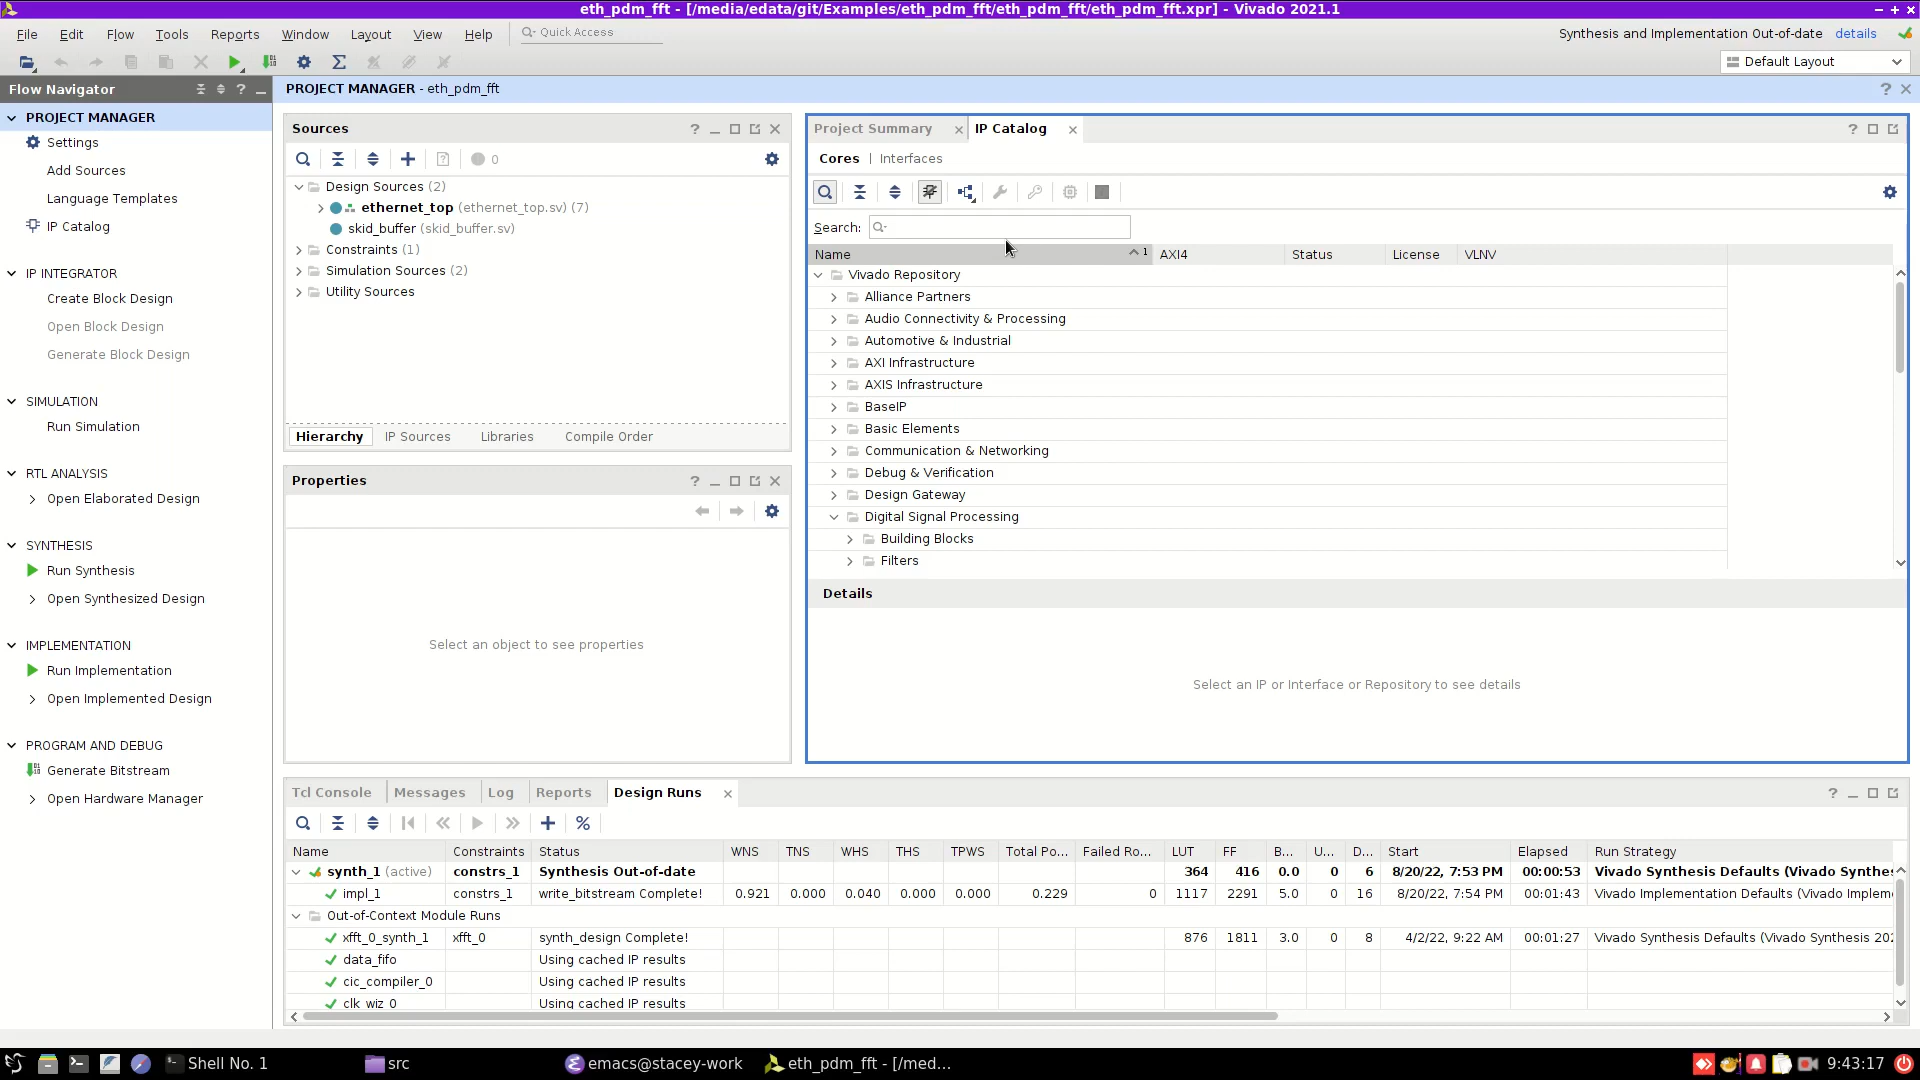 eth_pdm_fft - [/media/edata/git/Examples/eth_pdm_fft/eth_pdm_fft/eth_pdm_fft.xpr] - Vivado 2021.1
File Edit Flow Tools Reports Window Layout View Help Quick Access
Synthesis and Implementation Out-of-date details
Default Layout
Flow Navigator
PROJECT MANAGER
Settings
Add Sources
Language Templates
IP Catalog
IP INTEGRATOR
Create Block Design
Open Block Design
Generate Block Design
SIMULATION
Run Simulation
RTL ANALYSIS
Open Elaborated Design
SYNTHESIS
Run Synthesis
Open Synthesized Design
IMPLEMENTATION
Run Implementation
Open Implemented Design
PROGRAM AND DEBUG
Generate Bitstream
Open Hardware Manager
PROJECT MANAGER - eth_pdm_fft
Sources
0
Design Sources (2)
ethernet_top (ethernet_top.sv) (7)
skid_buffer (skid_buffer.sv)
Constraints (1)
Simulation Sources (2)
Utility Sources
Hierarchy IP Sources Libraries Compile Order
Properties
Select an object to see properties
Project Summary IP Catalog
Cores | Interfaces
Search:
Name 1 AXI4 Status License VLNV
Vivado Repository
Alliance Partners
Audio Connectivity & Processing
Automotive & Industrial
AXI Infrastructure
AXIS Infrastructure
BaseIP
Basic Elements
Communication & Networking
Debug & Verification
Design Gateway
Digital Signal Processing
Building Blocks
Filters
Details
Select an IP or Interface or Repository to see details
Tcl Console Messages Log Reports Design Runs
Name Constraints Status WNS TNS WHS THS TPWS Total Po... Failed Ro... LUT FF B... U... D... Start Elapsed Run Strategy
synth_1 (active) constrs_1 Synthesis Out-of-date 364 416 0.0 0 6 8/20/22, 7:53 PM 00:00:53 Vivado Synthesis Defaults (Vivado Synthe
impl_1 constrs_1 write_bitstream Complete! 0.921 0.000 0.040 0.000 0.000 0.229 0 1117 2291 5.0 0 16 8/20/22, 7:54 PM 00:01:43 Vivado Implementation Defaults (Vivado Implem
Out-of-Context Module Runs
xfft_0_synth_1 xfft_0 synth_design Complete! 876 1811 3.0 0 8 4/2/22, 9:22 AM 00:01:27 Vivado Synthesis Defaults (Vivado Synthesis 202
data_fifo Using cached IP results
cic_compiler_0 Using cached IP results
clk_wiz_0 Using cached IP results
Shell No. 1 src emacs@stacey-work eth_pdm_fft - [/med... 9:43:17